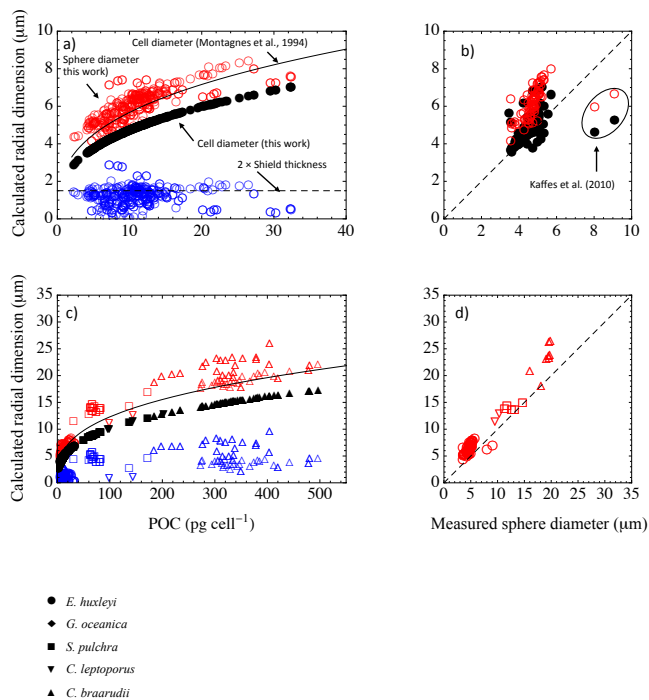 a)
Sphere diameter
this work)
Cell diameter (Montagnes et al., 1994)
Cell diameter (this work)
2 × Shield thickness
Calculated radial dimension (μm)
10
8
6
4
2
0
0 10 20 30 40
b)
Kaffes et al. (2010)
10
8
6
4
2
0
0 2 4 6 8 10
c)
Calculated radial dimension (μm)
35
30
25
20
15
10
5
0
0 100 200 300 400 500
POC (pg cell⁻¹)
d)
35
30
25
20
15
10
5
0
0 5 10 15 20 25 30 35
Measured sphere diameter (μm)
E. huxleyi
G. oceanica
S. pulchra
C. leptoporus
C. braarudii